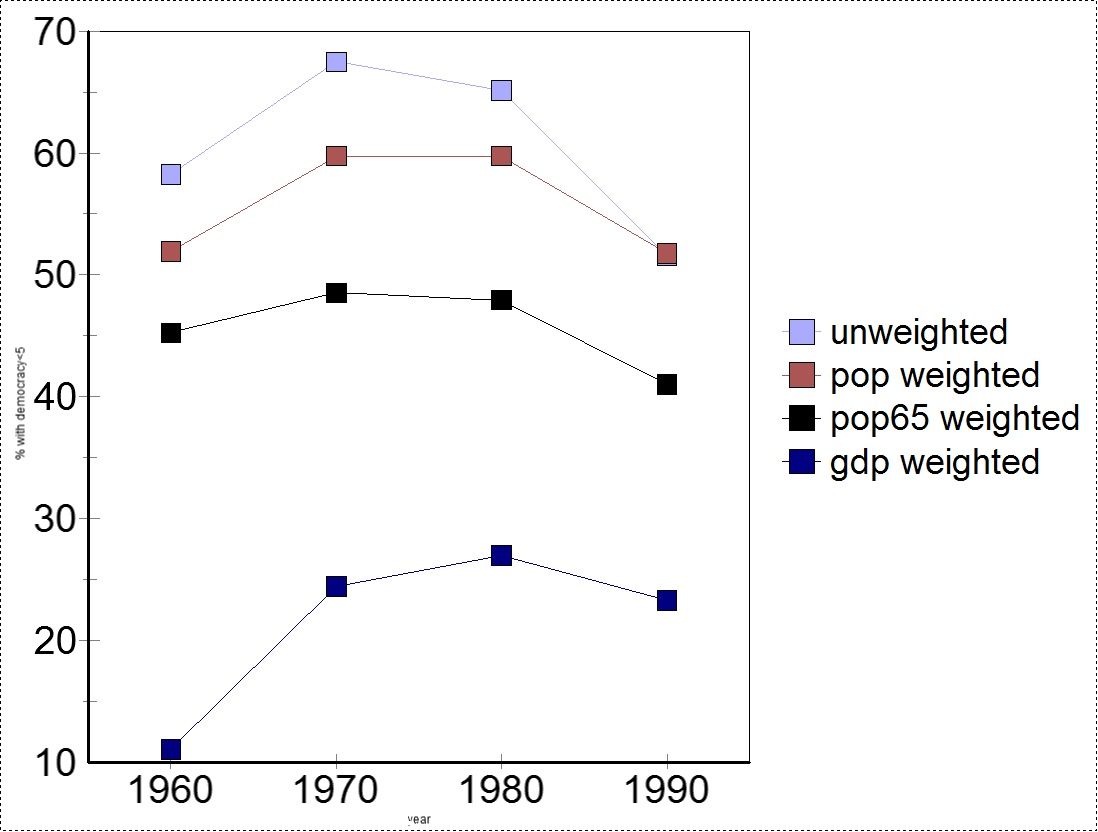 70
60
50
40
30
20
10
% with democracy<5
1960 1970 1980 1990
year
unweighted
pop weighted
pop65 weighted
gdp weighted